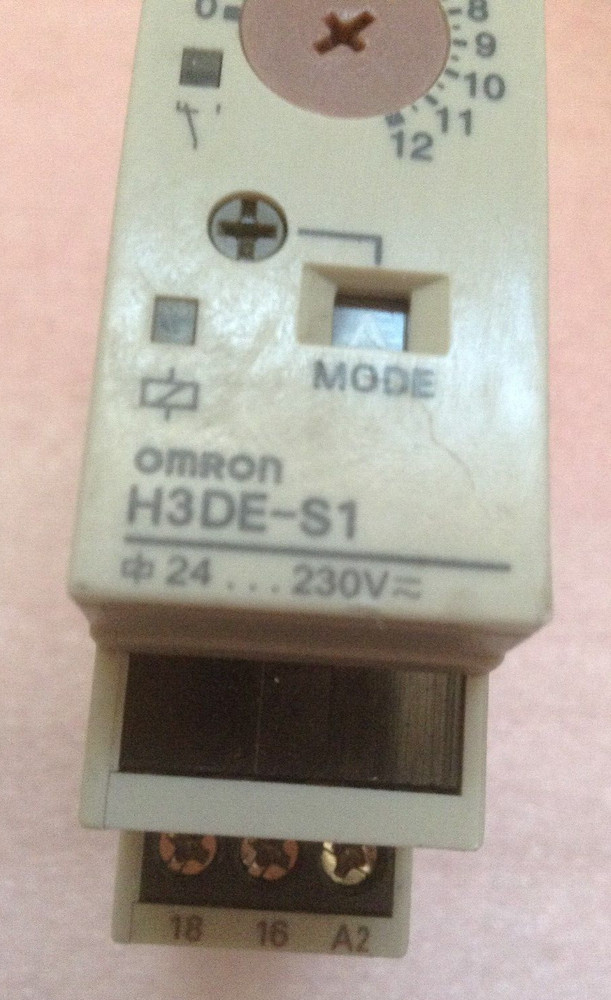 0
8
9
10
11
12
MODE
OMRON
H3DE-S1
24...230V
18 16 A2